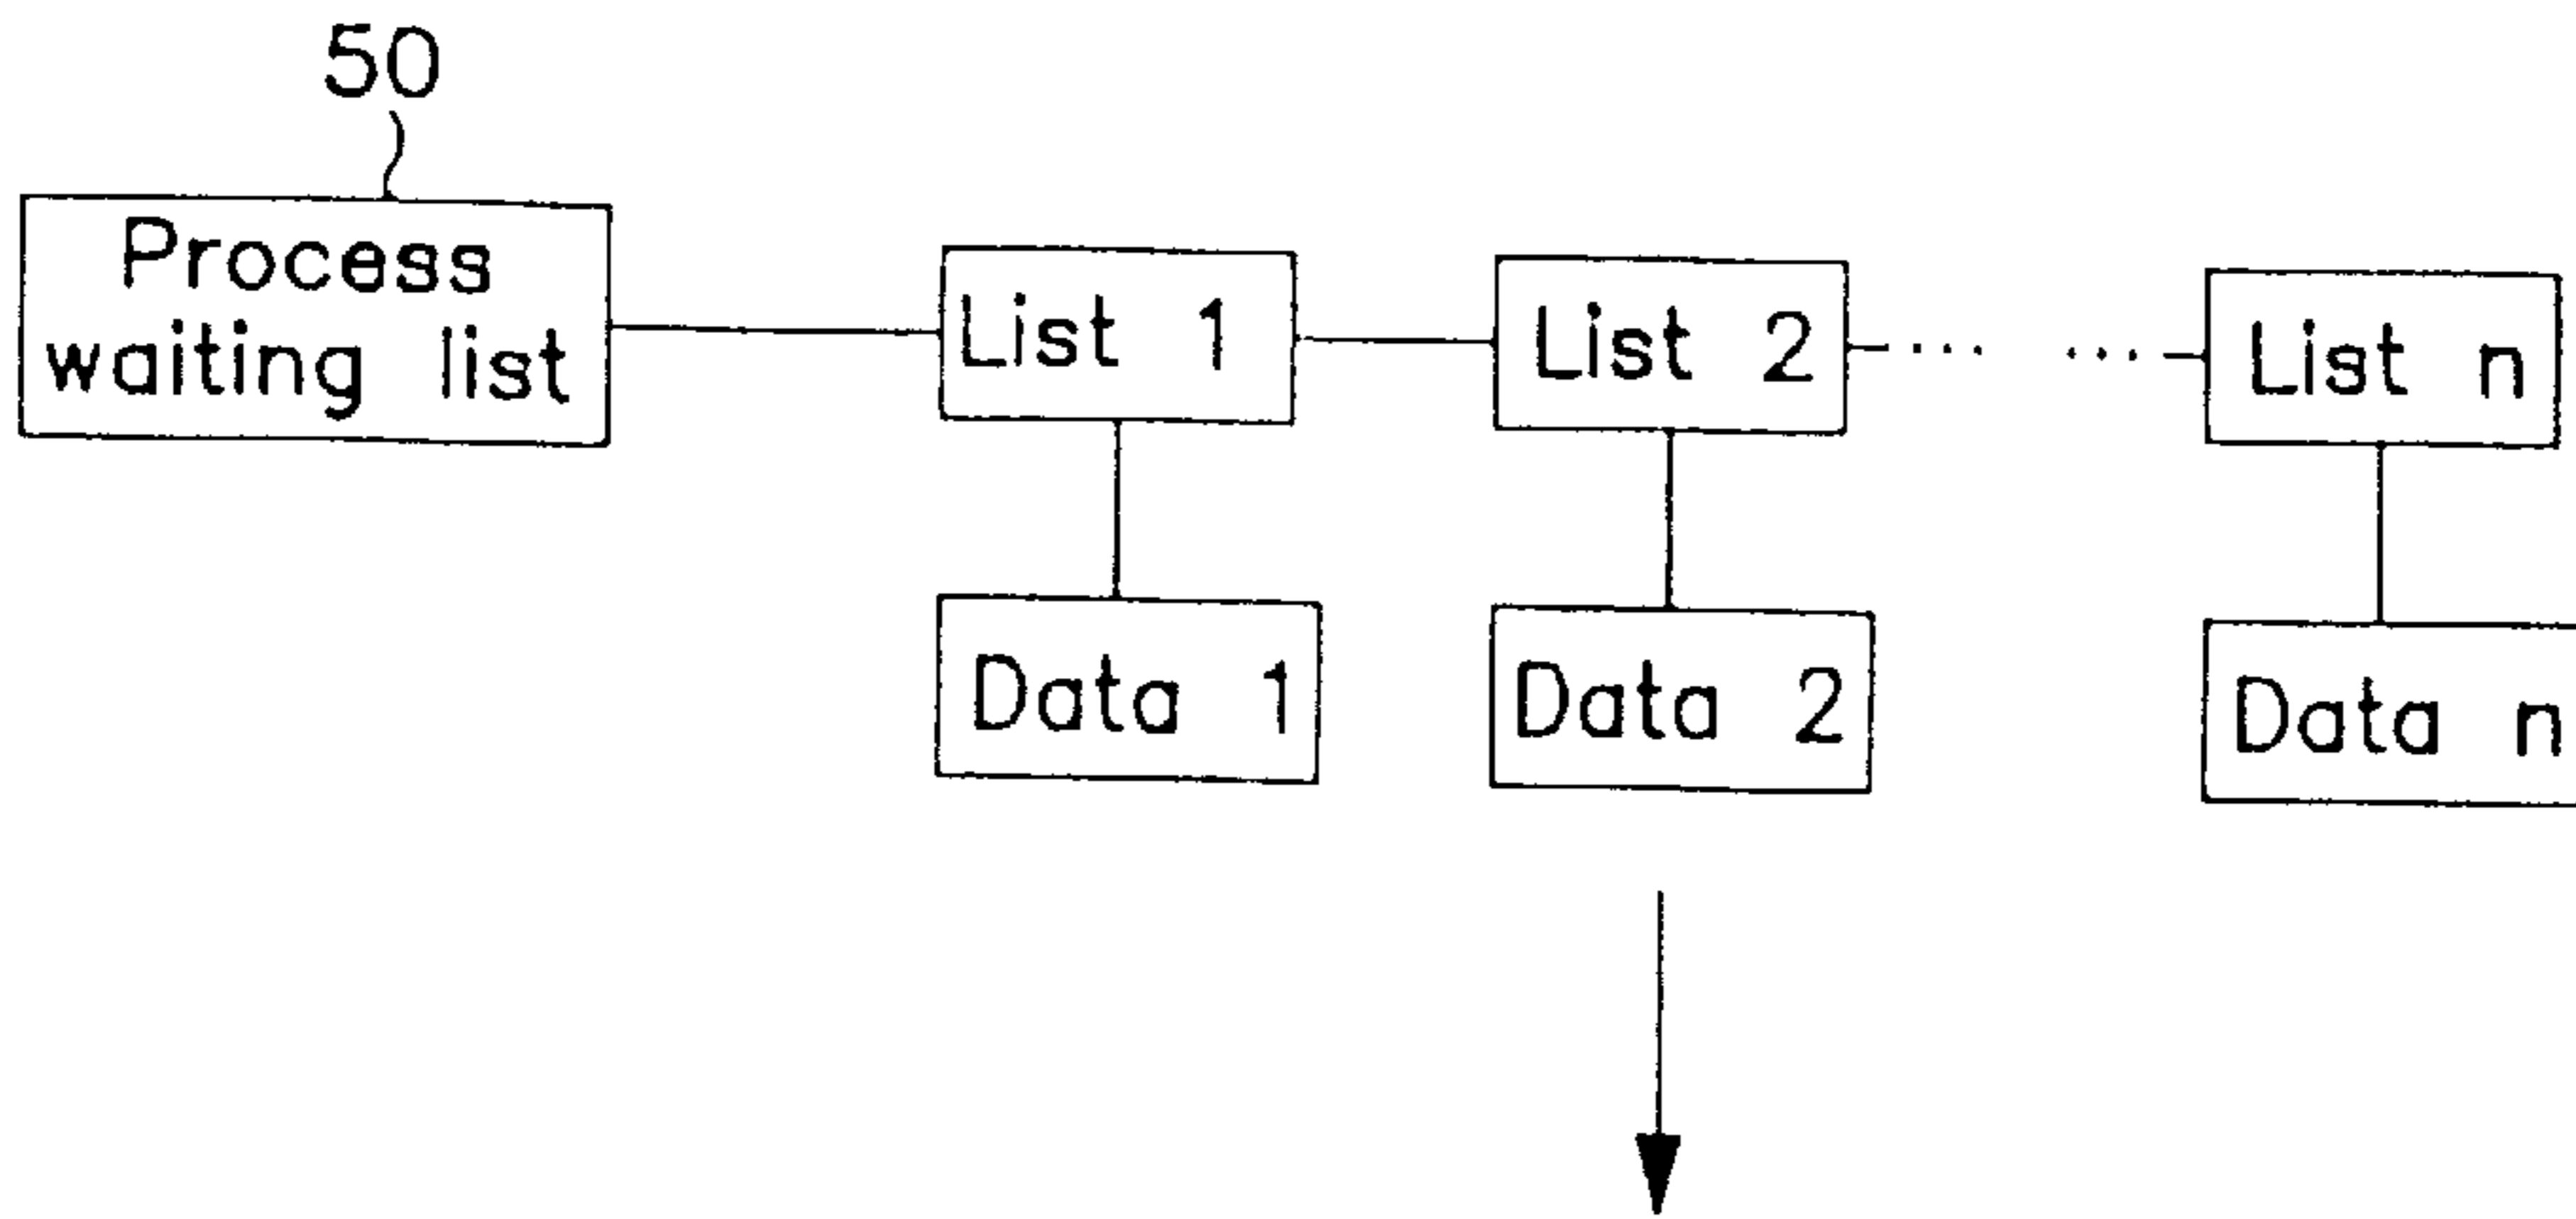 50
Process
waiting list
List 1
List 2
List n
Data 1
Data 2
Data n